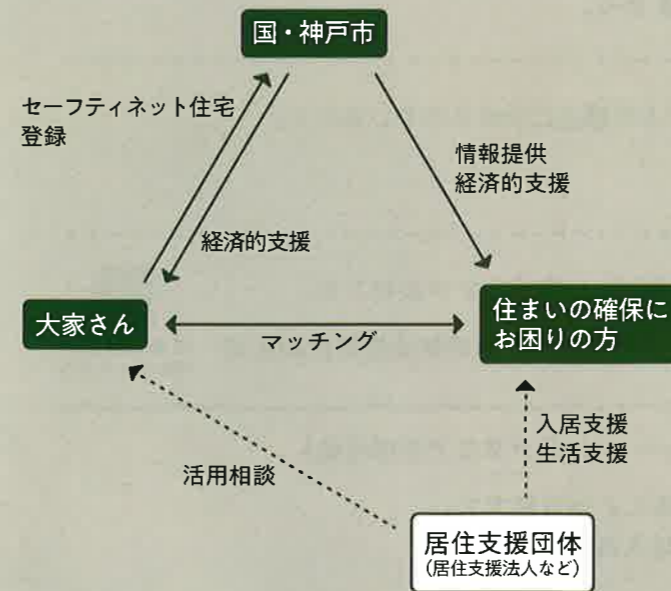 国・神戸市
セーフティネット住宅
登録
情報提供
経済的支援
経済的支援
大家さん
マッチング
住まいの確保に
お困りの方
入居支援
生活支援
活用相談
居住支援団体
(居住支援法人など)